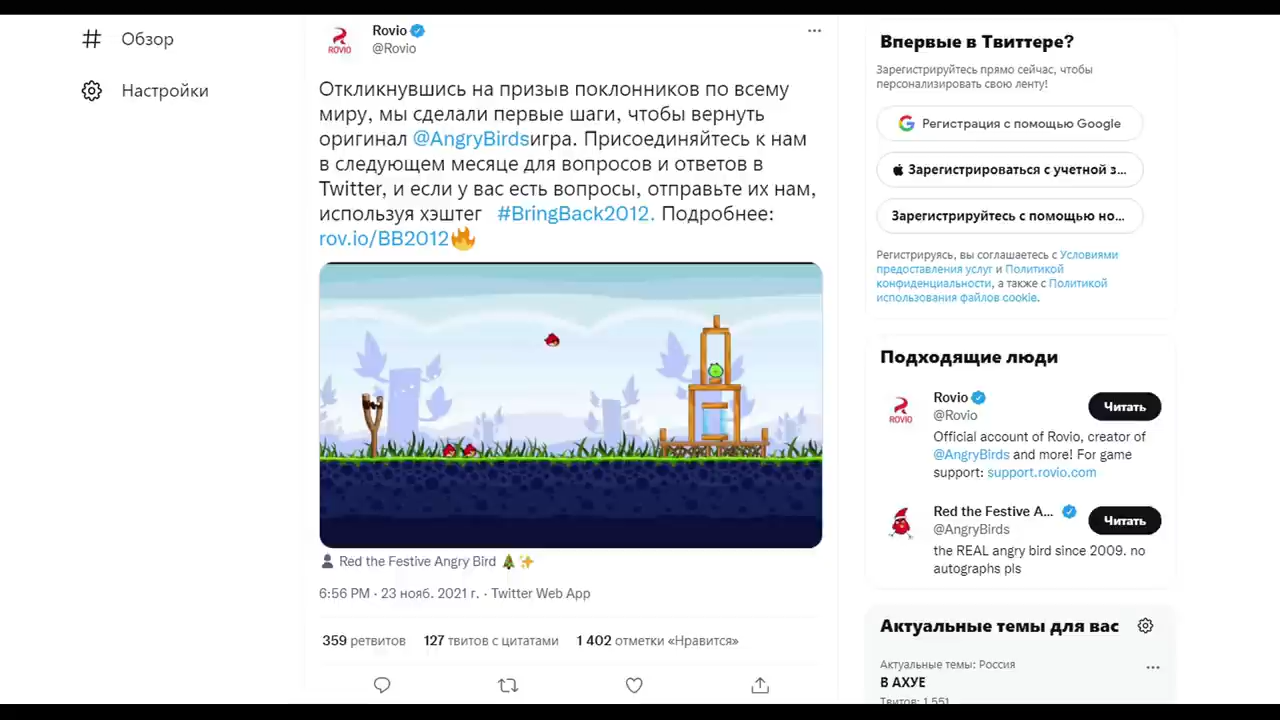 Обзор
Настройки
ROVIO
Rovio
@Rovio
Откликнувшись на призыв поклонников по всему
миру, мы сделали первые шаги, чтобы вернуть
оригинал @AngryBirdsигра. Присоединяйтесь к нам
в следующем месяце для вопросов и ответов в
Twitter, и если у вас есть вопросы, отправьте их нам,
используя хэштег #BringBack2012. Подробнее:
rov.io/BB2012🔥
Red the Festive Angry Bird 🎄✨
6:56 PM · 23 нояб. 2021 г. · Twitter Web App
359 ретвитов 127 твитов с цитатами 1 402 отметки «Нравится»
Впервые в Твиттере?
Зарегистрируйтесь прямо сейчас, чтобы
персонализировать свою ленту!
Регистрация с помощью Google
Зарегистрироваться с учетной з...
Зарегистрируйтесь с помощью но...
Регистрируясь, вы соглашаетесь с Условиями
предоставления услуг и Политикой
конфиденциальности, а также с Политикой
использования файлов cookie.
Подходящие люди
ROVIO
Rovio
@Rovio
Читать
Official account of Rovio, creator of
@AngryBirds and more! For game
support: support.rovio.com
Red the Festive A...
@AngryBirds
Читать
the REAL angry bird since 2009. no
autographs pls
Актуальные темы для вас
Актуальные темы: Россия
В АХУЕ
Твитов: 1 551